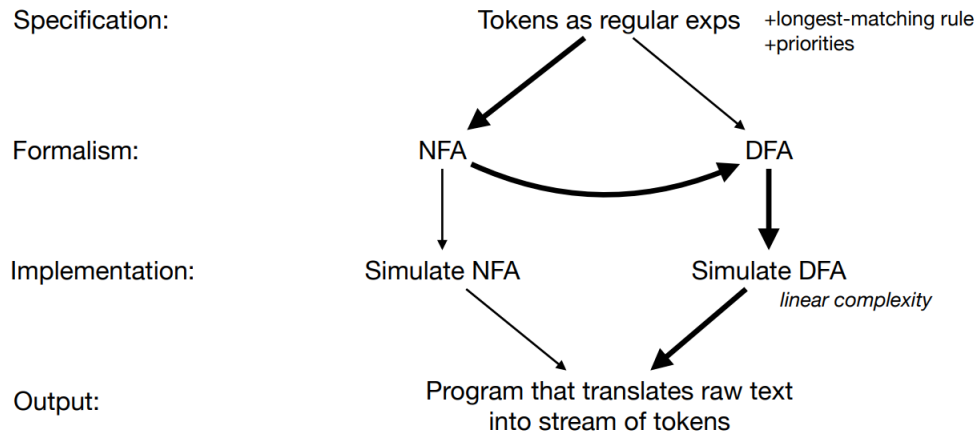 Specification:
Tokens as regular exps
+longest-matching rule
+priorities
Formalism:
NFA
DFA
Implementation:
Simulate NFA
Simulate DFA
linear complexity
Output:
Program that translates raw text
into stream of tokens